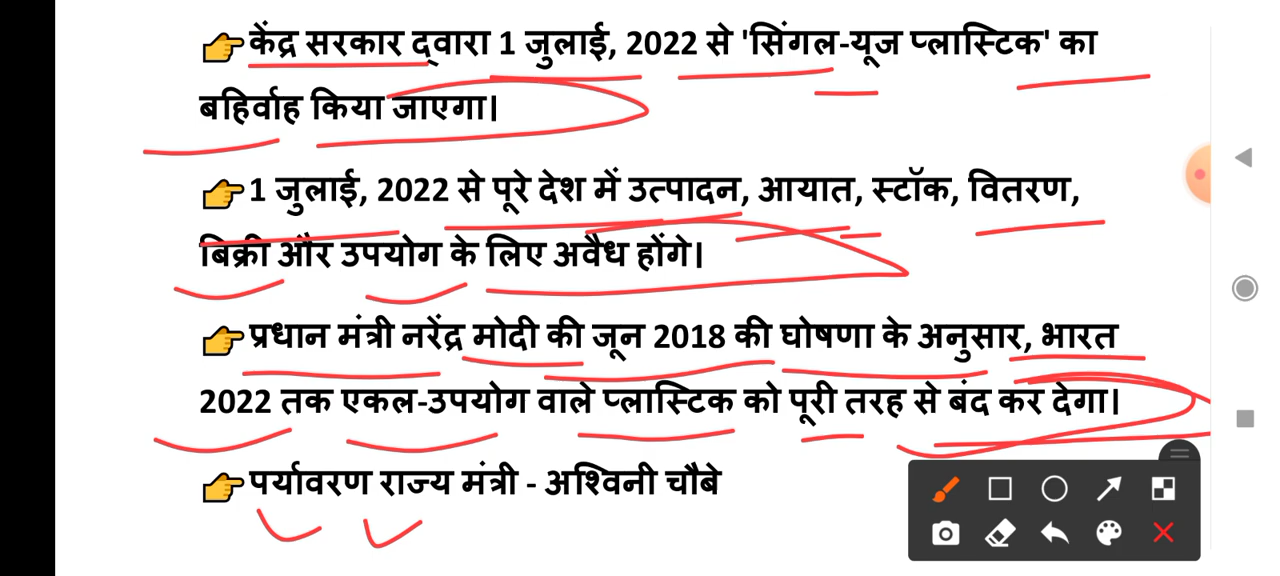 👉केंद्र सरकार द्वारा 1 जुलाई, 2022 से 'सिंगल-यूज प्लास्टिक' का
बहिर्वाह किया जाएगा।
👉1 जुलाई, 2022 से पूरे देश में उत्पादन, आयात, स्टॉक, वितरण,
बिक्री और उपयोग के लिए अवैध होंगे।
👉प्रधान मंत्री नरेंद्र मोदी की जून 2018 की घोषणा के अनुसार, भारत
2022 तक एकल-उपयोग वाले प्लास्टिक को पूरी तरह से बंद कर देगा।
👉पर्यावरण राज्य मंत्री - अश्विनी चौबे